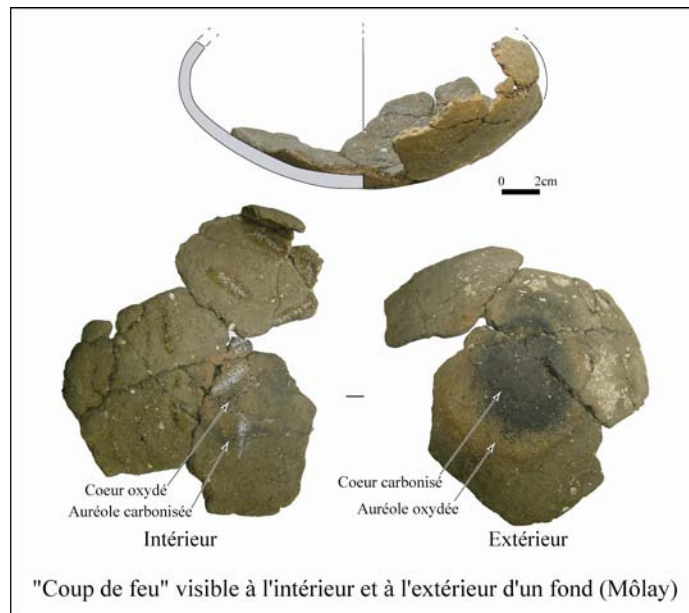 0 2cm
Coeur oxydé
Auréole carbonisée
Intérieur
Coeur carbonisé
Auréole oxydée
Extérieur
"Coup de feu" visible à l'intérieur et à l'extérieur d'un fond (Môlay)